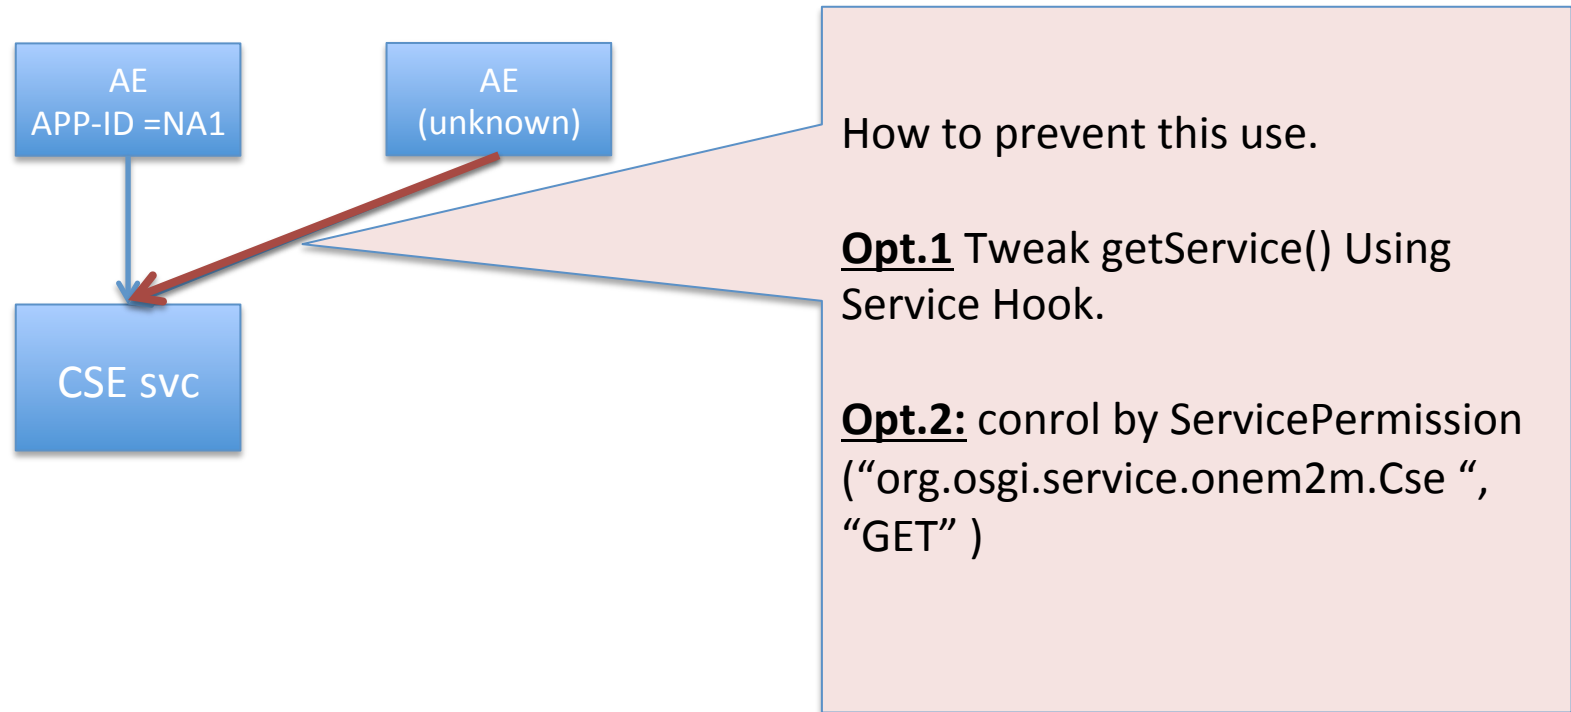 AE
APP-ID =NA1
AE
(unknown)
CSE svc
How to prevent this use.
Opt.1 Tweak getService() Using
Service Hook.
Opt.2: conrol by ServicePermission
(“org.osgi.service.onem2m.Cse “,
“GET” )